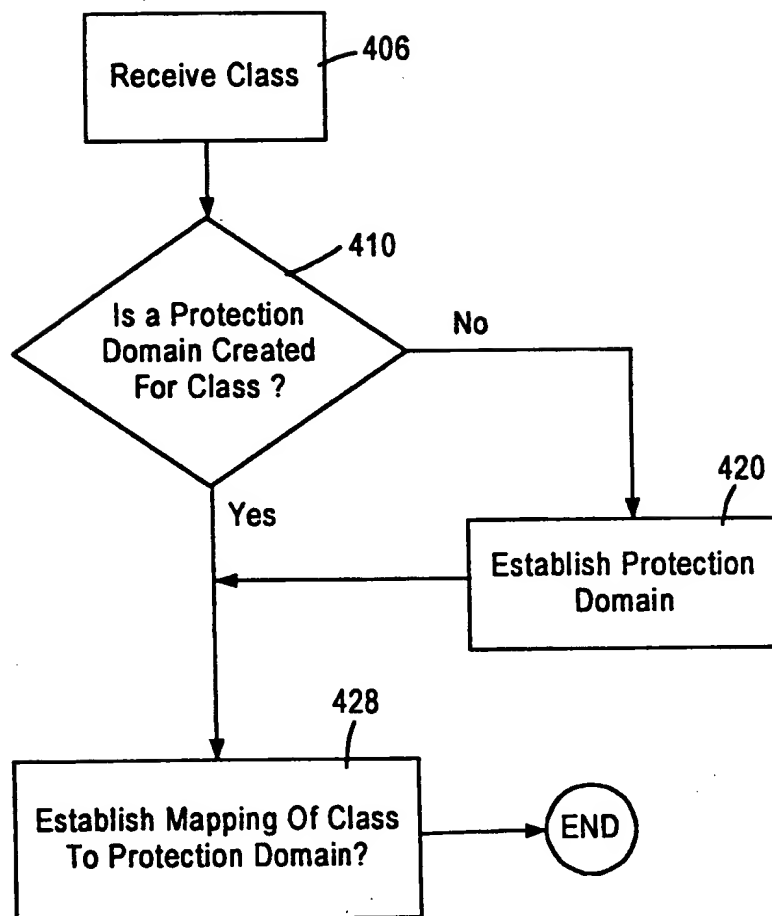 Receive Class
406
410
Is a Protection
Domain Created
For Class ?
No
Yes
420
Establish Protection
Domain
428
Establish Mapping Of Class
To Protection Domain?
END